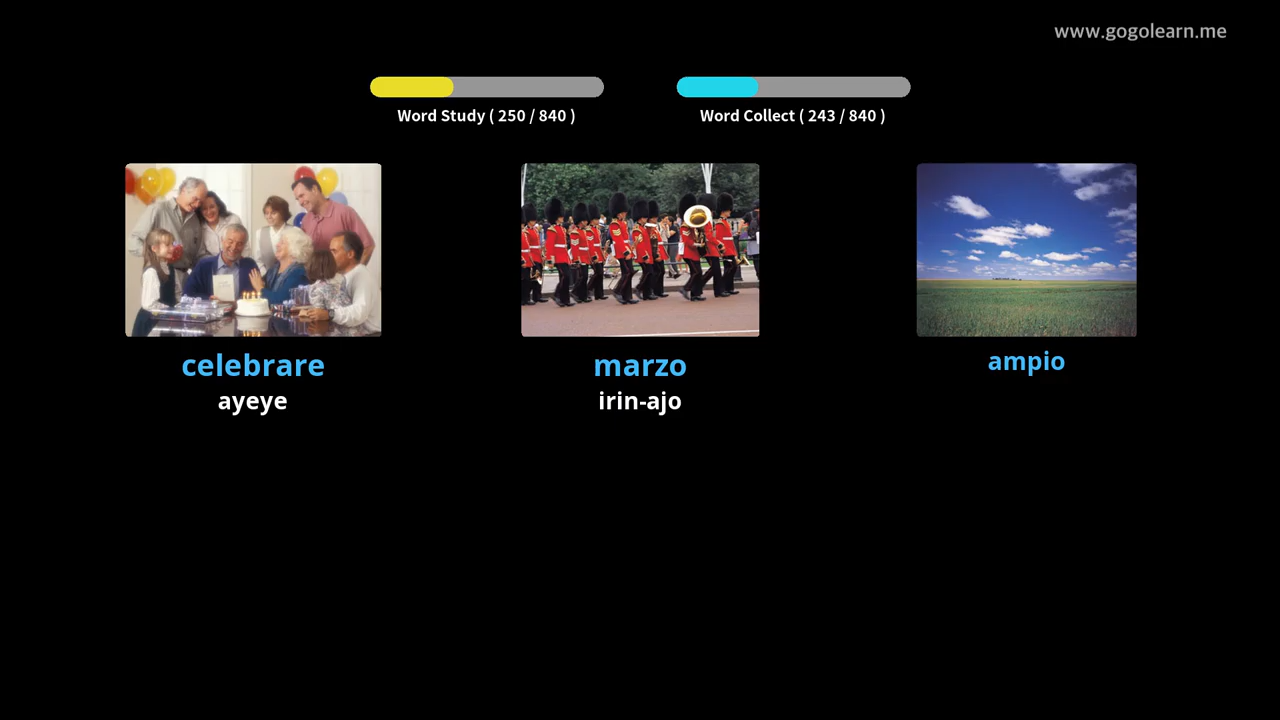 www.gogolearn.me
Word Study ( 250 / 840 )
Word Collect ( 243 / 840 )
celebrare
ayeye
marzo
irin-ajo
ampio